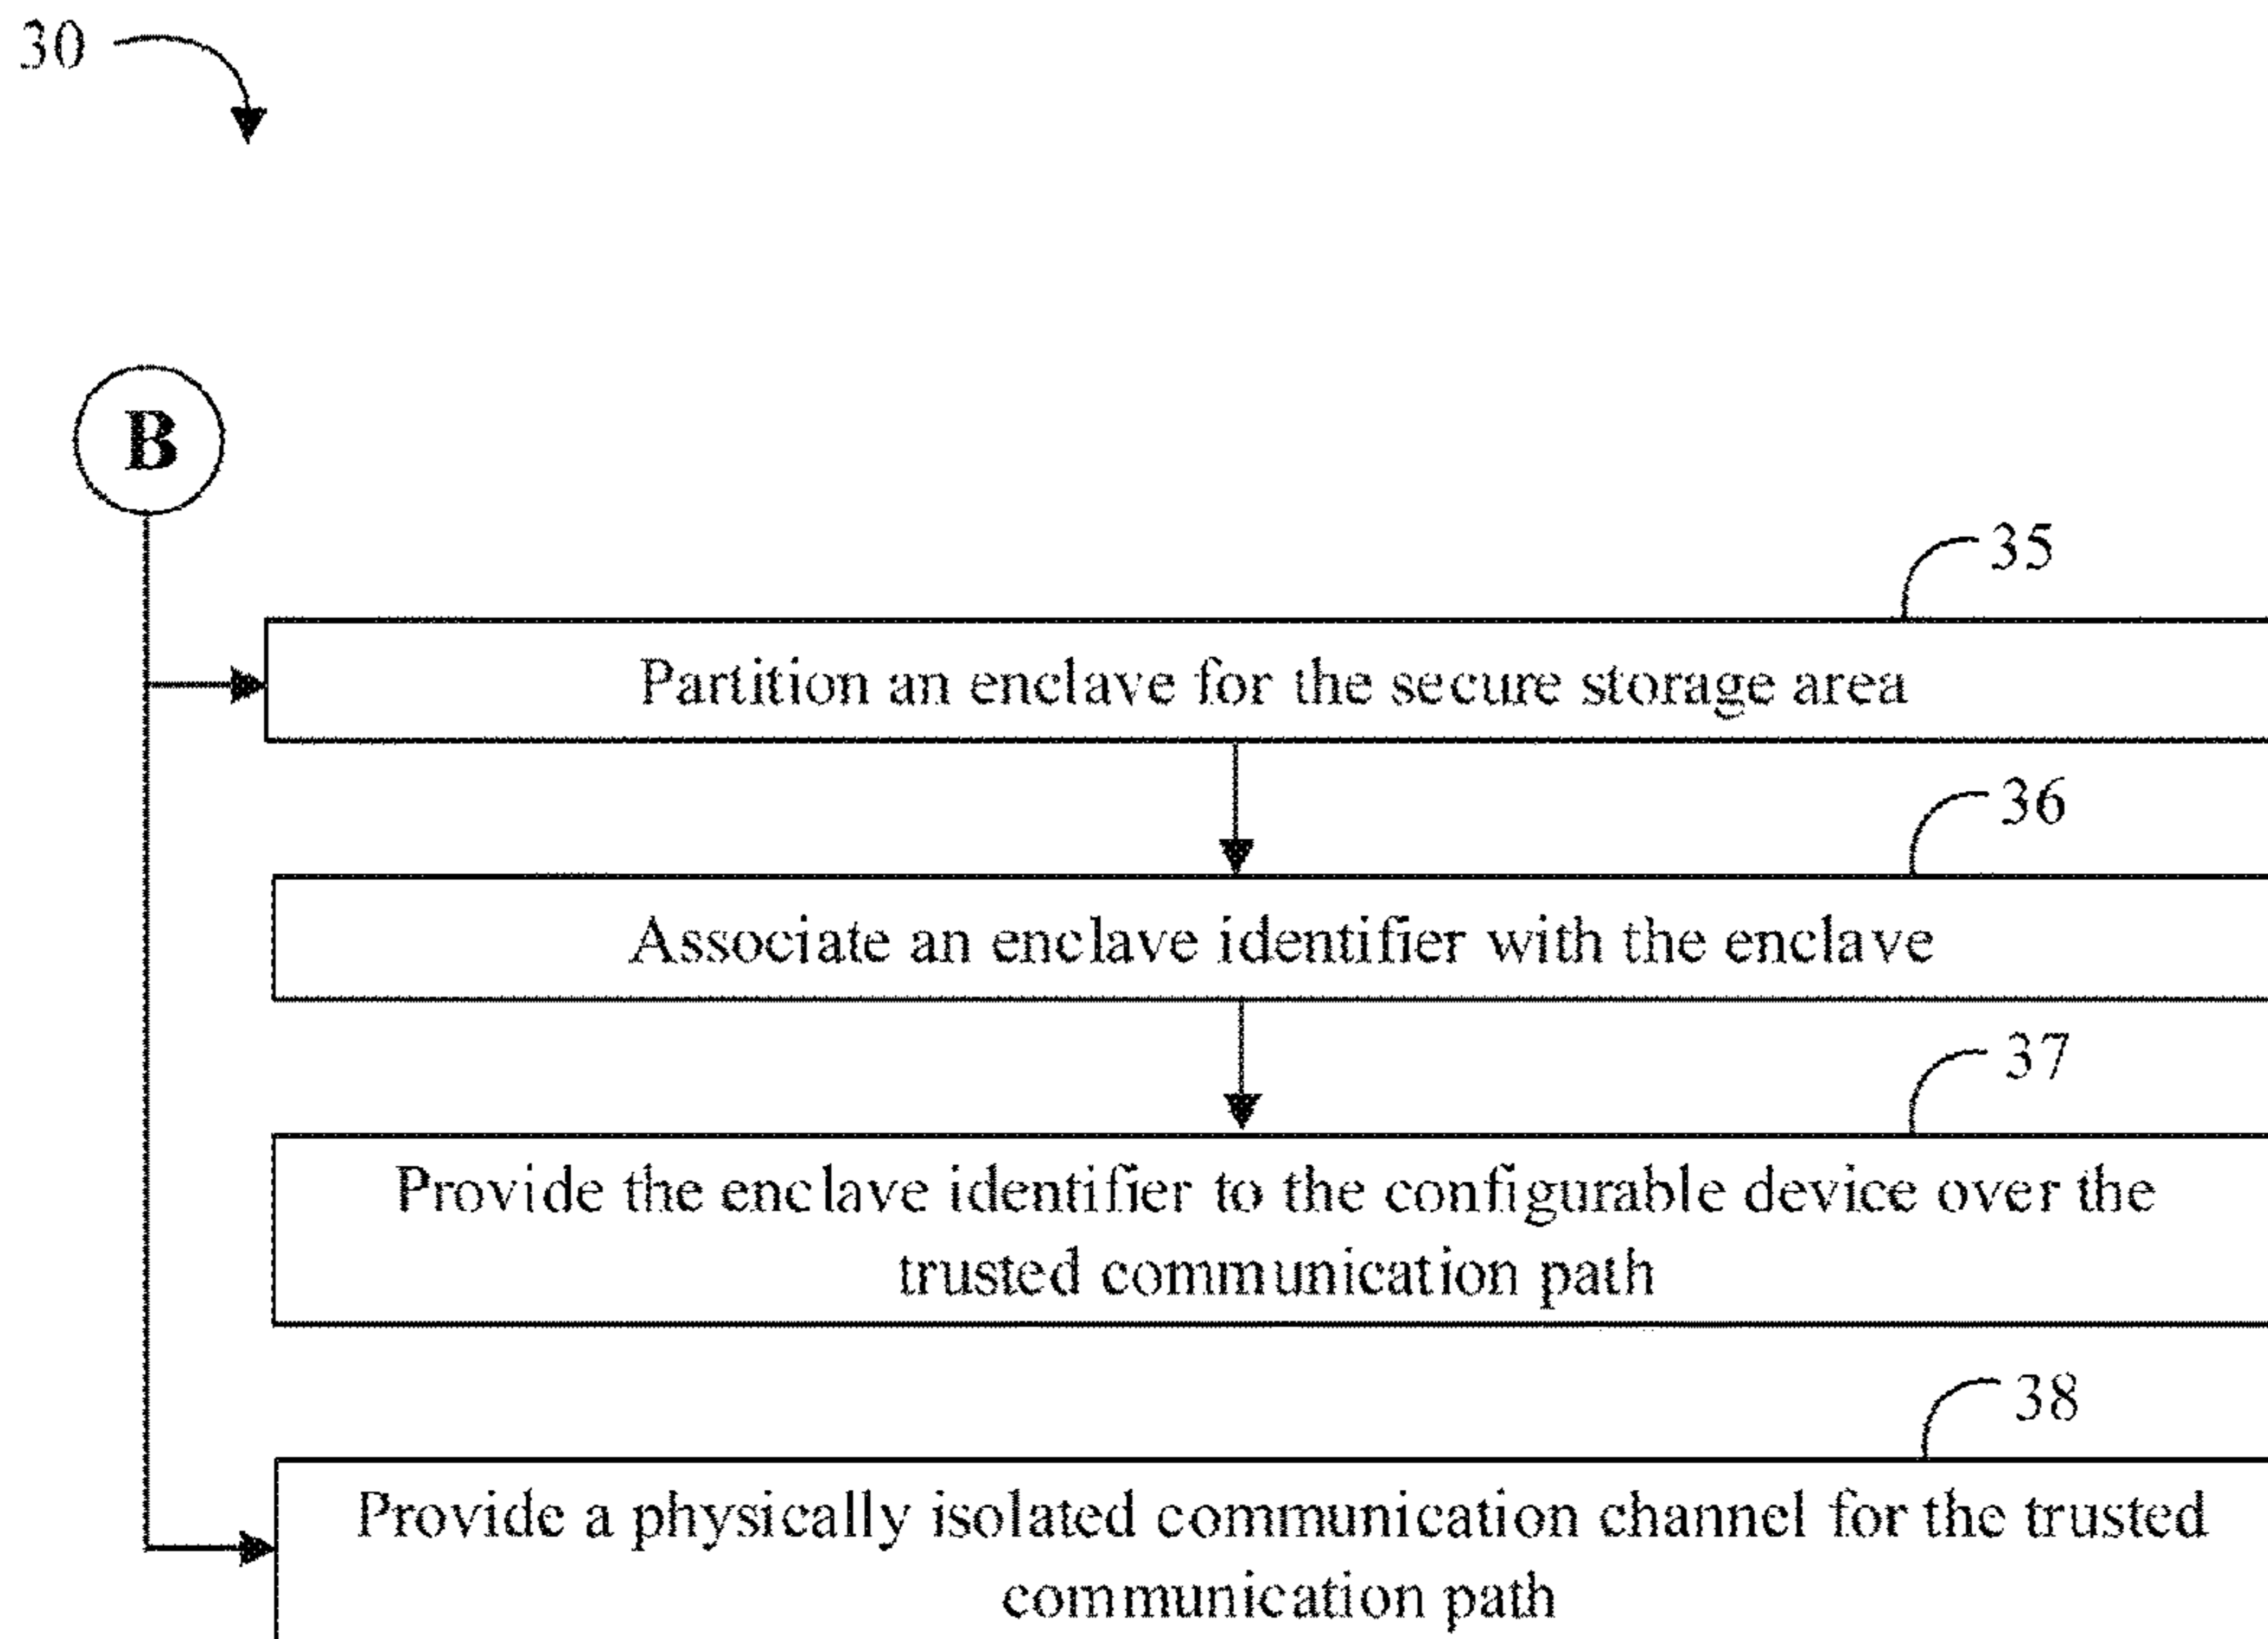 30
B
35
Partition an enclave for the secure storage area
36
Associate an enclave identifier with the enclave
37
Provide the enclave identifier to the configurable device over the
trusted communication path
38
Provide a physically isolated communication channel for the trusted
communication path